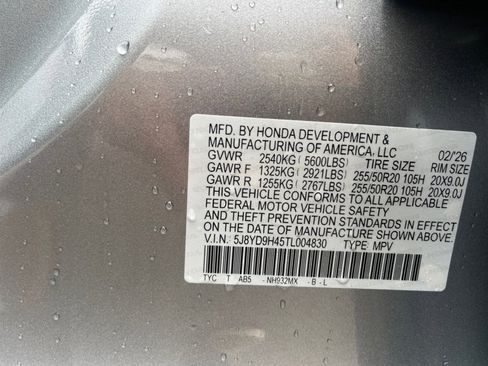 MFD. BY HONDA DEVELOPMENT &
MANUFACTURING OF AMERICA, LLC 02/26
GVWR 2540KG (5600LBS) TIRE SIZE RIM SIZE
GAWR F 1325KG (2921LBS) 255/50R20 105H 20X9.0J
GAWR R 1255KG (2767LBS) 255/50R20 105H 20X9.0J
THIS VEHICLE CONFORMS TO ALL APPLICABLE
FEDERAL MOTOR VEHICLE SAFETY
AND THEFT PREVENTION STANDARDS IN EFFECT
ON THE DATE OF MANUFACTURE SHOWN ABOVE.
V.I.N. 5J8YD9H45TL004830 TYPE MPV
TYC T AB5 -NH932MX -B-L